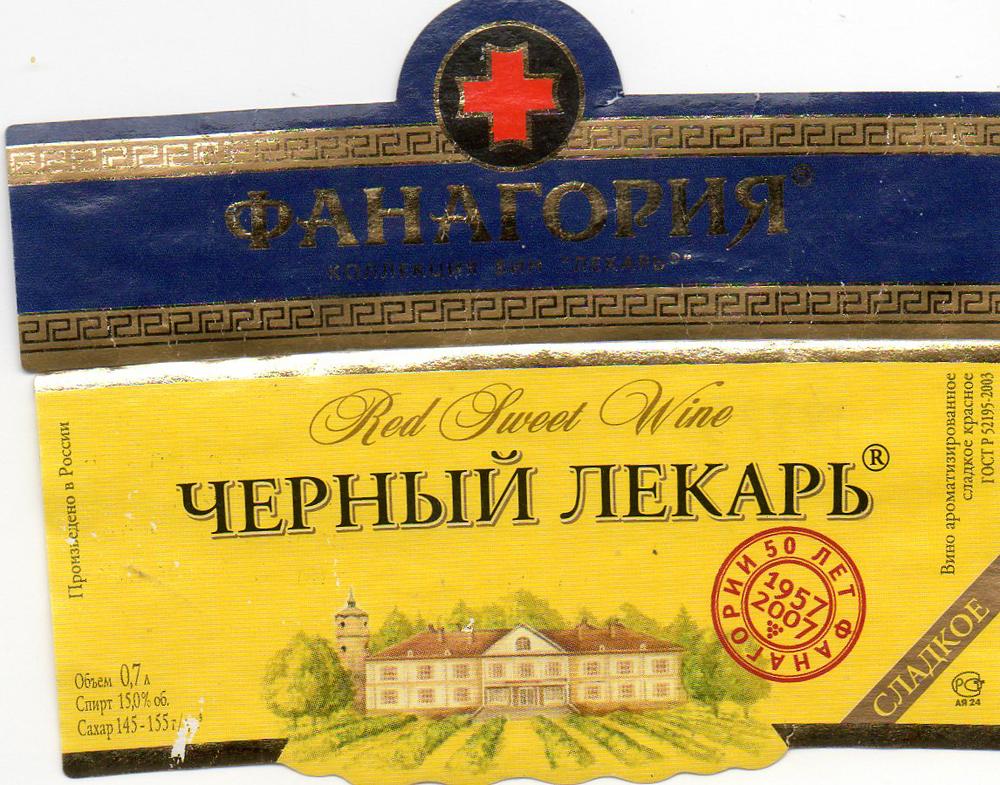 ФАНАГОРИЯ®
КОЛЛЕКЦИЯ ВИН "ЛЕКАРЬ®"
Red Sweet Wine
ЧЕРНЫЙ ЛЕКАРЬ®
Произведено в России
Объем 0,7 л
Спирт 15,0% об.
Сахар 145-155 г/
50 ЛЕТ ФАНАГОРИИ
1957
2007
СЛАДКОЕ
Вино ароматизированное
сладкое красное
ГОСТ Р 52195-2003
РСТ
АЯ 24